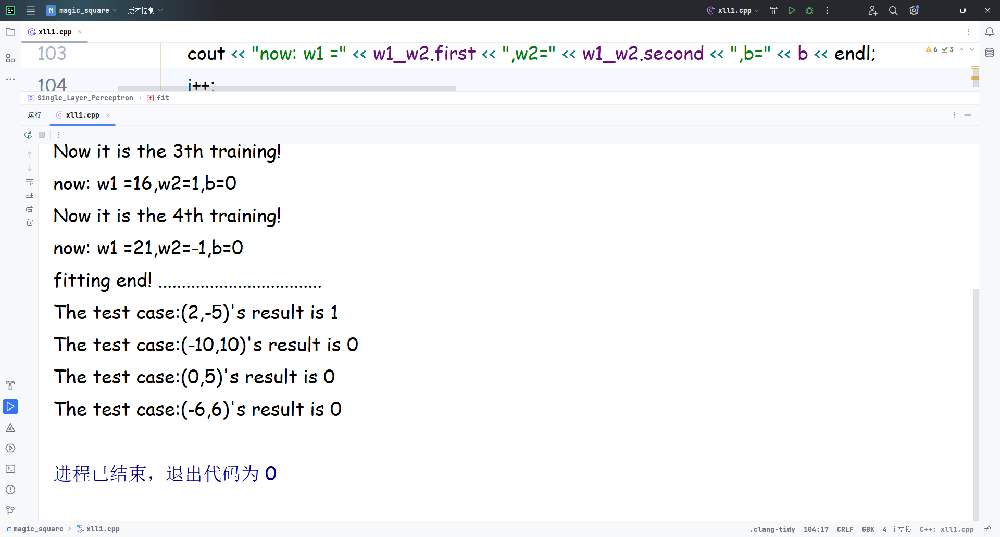 CL M magic_square 版本控制 xll1.cpp
xll1.cpp
103 cout << "now: w1 =" << w1_w2.first << ",w2=" << w1_w2.second << ",b=" << b << endl;
6 3
104 i++;
S Single_Layer_Perceptron › f fit
运行 xll1.cpp
Now it is the 3th training!
now: w1 =16,w2=1,b=0
Now it is the 4th training!
now: w1 =21,w2=-1,b=0
fitting end! ...................................
The test case:(2,-5)'s result is 1
The test case:(-10,10)'s result is 0
The test case:(0,5)'s result is 0
The test case:(-6,6)'s result is 0
进程已结束，退出代码为 0
magic_square › xll1.cpp .clang-tidy 104:17 CRLF GBK 4 个空格 C++: xll1.cpp